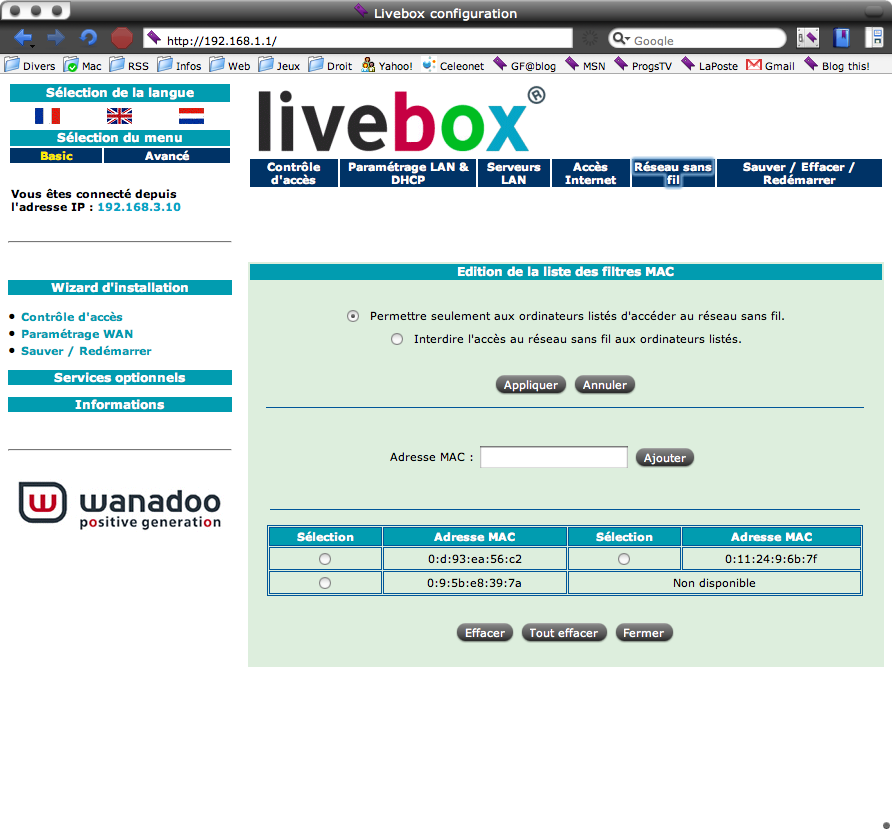 Livebox configuration
http://192.168.1.1/
Google
Divers Mac RSS Infos Web Jeux Droit Yahoo! Celeonet GF@blog MSN ProgsTV LaPoste Gmail Blog this!
Sélection de la langue
Sélection du menu
Basic Avancé
Vous êtes connecté depuis
l'adresse IP : 192.168.3.10
Wizard d'installation
Contrôle d'accès
Paramétrage WAN
Sauver / Redémarrer
Services optionnels
Informations
wanadoo
positive generation
livebox®
Contrôle d'accès
Paramétrage LAN & DHCP
Serveurs LAN
Accès Internet
Réseau sans fil
Sauver / Effacer / Redémarrer
Edition de la liste des filtres MAC
Permettre seulement aux ordinateurs listés d'accéder au réseau sans fil.
Interdire l'accès au réseau sans fil aux ordinateurs listés.
Appliquer Annuler
Adresse MAC : Ajouter
Sélection Adresse MAC Sélection Adresse MAC
0:d:93:ea:56:c2 0:11:24:9:6b:7f
0:9:5b:e8:39:7a Non disponible
Effacer Tout effacer Fermer